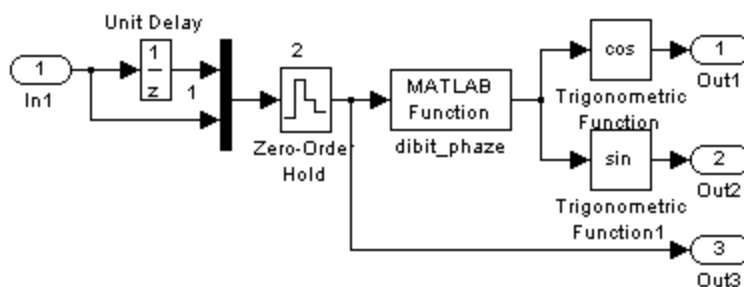 Unit Delay
1
z
1
In1
1
2
Zero-Order
Hold
MATLAB
Function
dibit_phaze
cos
Trigonometric
Function
1
Out1
sin
Trigonometric
Function1
2
Out2
3
Out3